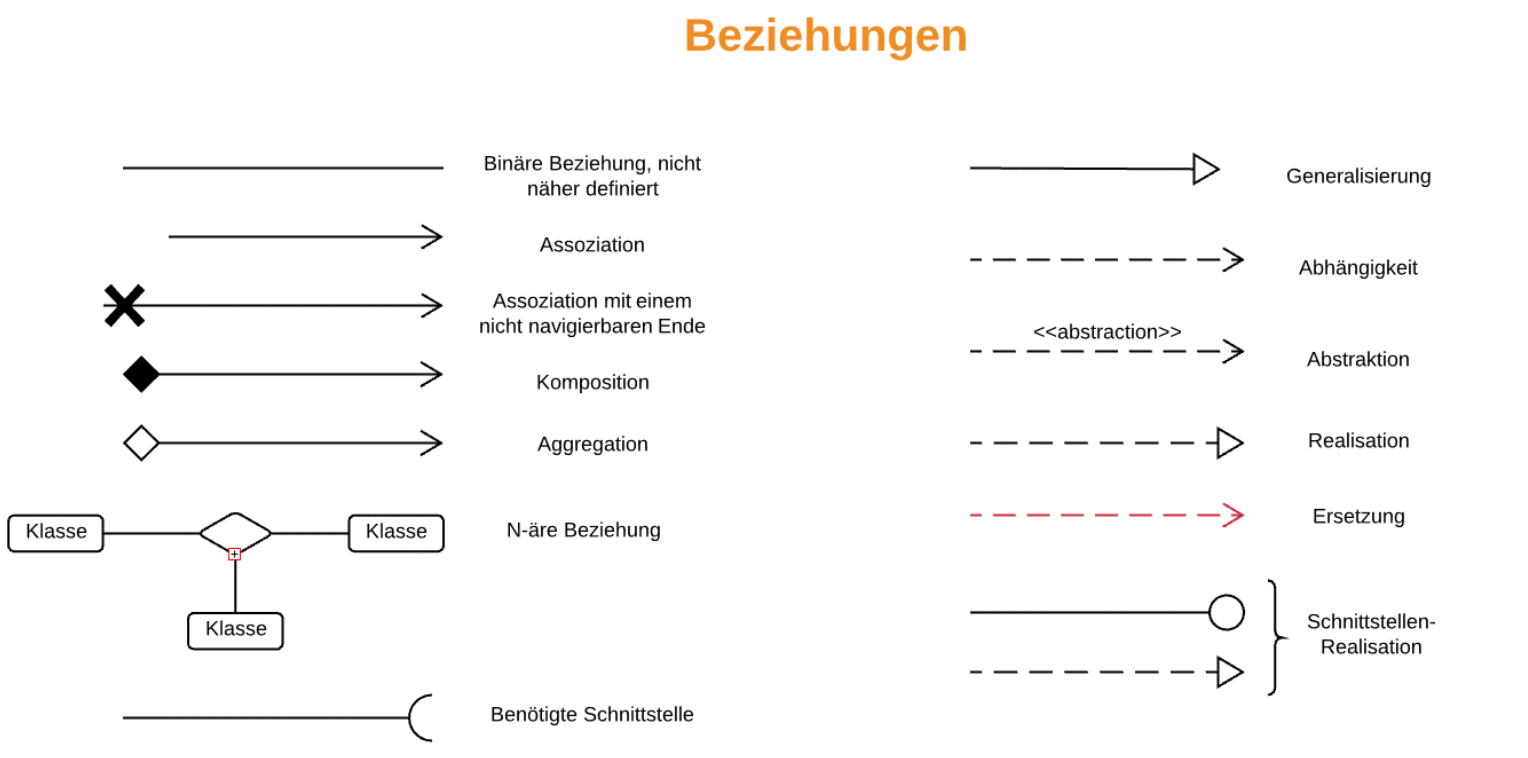 Beziehungen
Binäre Beziehung, nicht
näher definiert
Assoziation
Assoziation mit einem
nicht navigierbaren Ende
Komposition
Aggregation
Klasse
Klasse
N-äre Beziehung
Klasse
Benötigte Schnittstelle
Generalisierung
Abhängigkeit
<<abstraction>>
Abstraktion
Realisation
Ersetzung
Schnittstellen-
Realisation